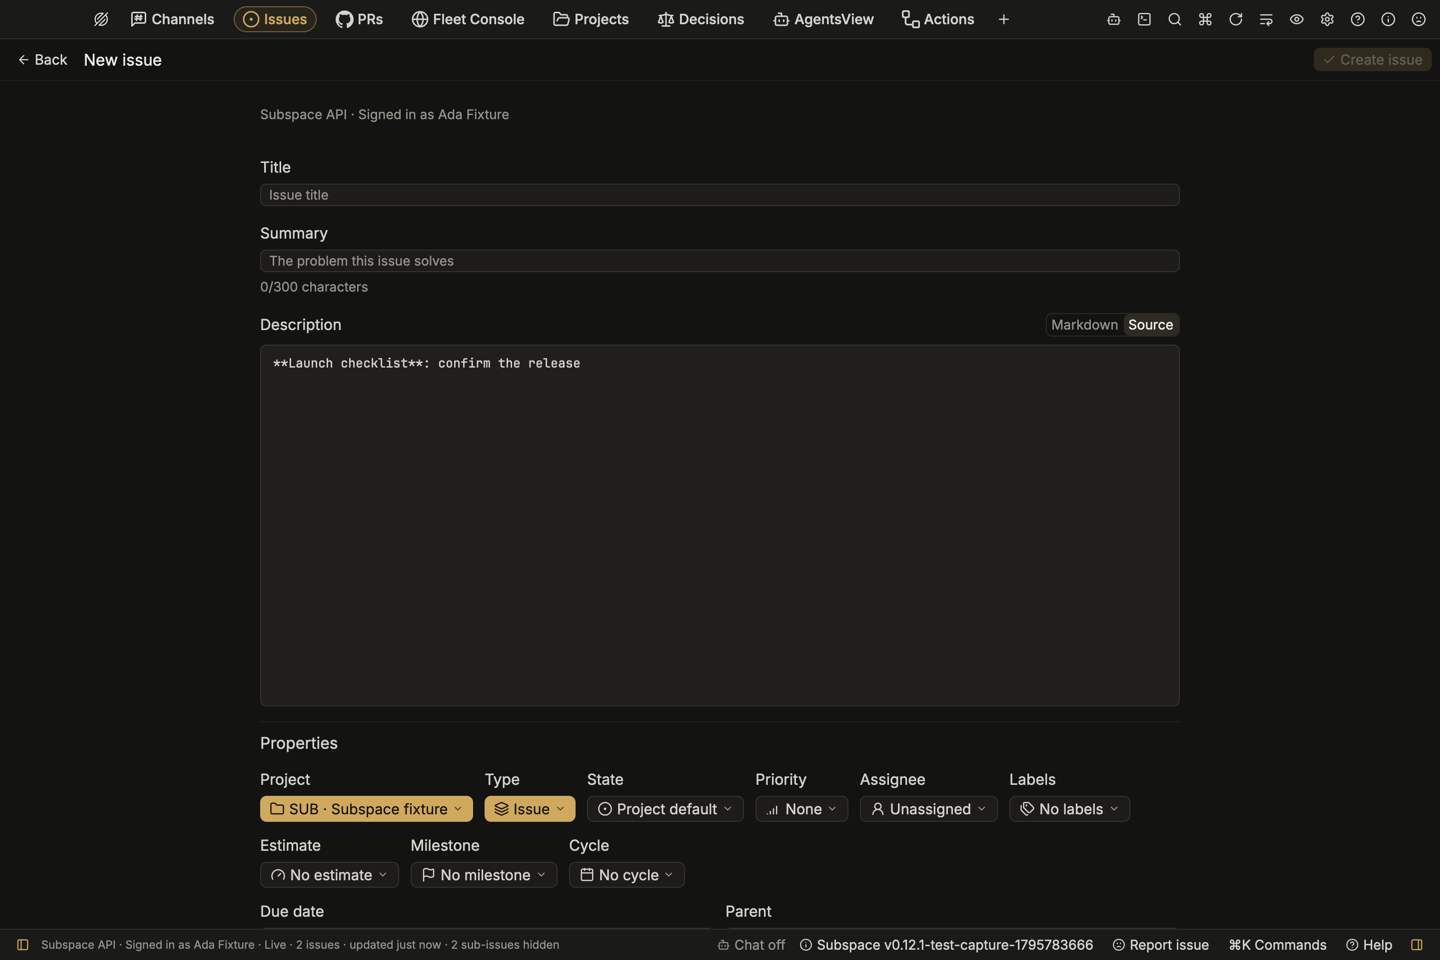 Channels Issues PRs Fleet Console Projects Decisions AgentsView Actions
Back New issue Create issue
Subspace API · Signed in as Ada Fixture
Title
Issue title
Summary
The problem this issue solves
0/300 characters
Description Markdown Source
**Launch checklist**: confirm the release
Properties
Project Type State Priority Assignee Labels
SUB · Subspace fixture Issue Project default None Unassigned No labels
Estimate Milestone Cycle
No estimate No milestone No cycle
Due date Parent
Subspace API · Signed in as Ada Fixture · Live · 2 issues · updated just now · 2 sub-issues hidden Chat off Subspace v0.12.1-test-capture-1795783666 Report issue ⌘K Commands Help